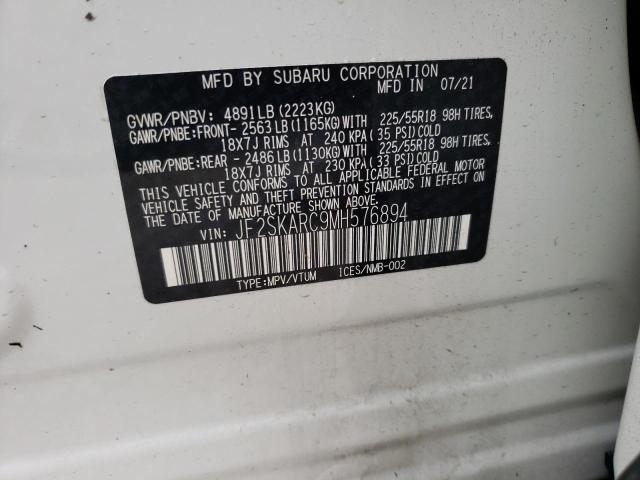 MFD BY SUBARU CORPORATION
MFD IN 07/21
GVWR/PNBV: 4891LB(2223KG)
GAWR/PNBE:FRONT- 2563LB(1165KG)WITH 225/55R18 98H TIRES,
18X7J RIMS AT 240 KPA( 35 PSI)COLD
GAWR/PNBE:REAR - 2486LB(1130KG)WITH 225/55R18 98H TIRES,
18X7J RIMS AT 230 KPA( 33 PSI)COLD
THIS VEHICLE CONFORMS TO ALL APPLICABLE FEDERAL MOTOR
VEHICLE SAFETY AND THEFT PREVENTION STANDARDS IN EFFECT ON
THE DATE OF MANUFACTURE SHOWN ABOVE.
VIN: JF2SKARC9MH576894
TYPE:MPV/VTUM ICES/NMB-002